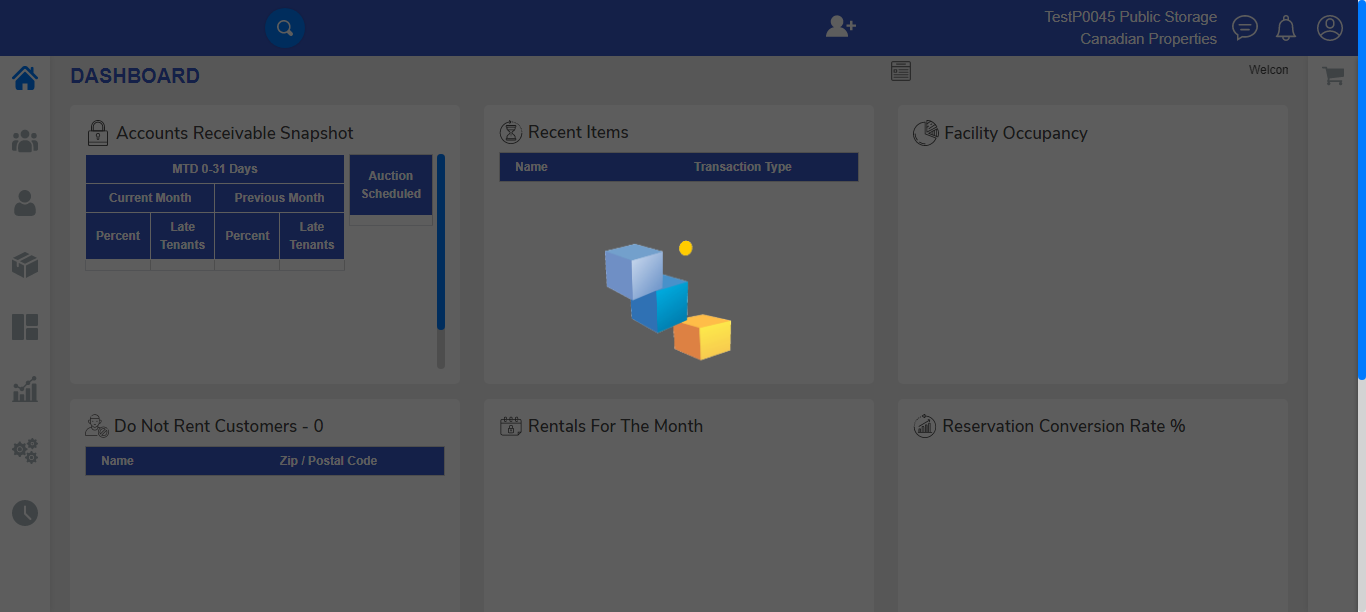 TestP0045 Public Storage
Canadian Properties
DASHBOARD
Welcon
Accounts Receivable Snapshot
MTD 0-31 Days
Current Month
Previous Month
Percent
Late
Tenants
Percent
Late
Tenants
Auction
Scheduled
Recent Items
Name
Transaction Type
Facility Occupancy
Do Not Rent Customers - 0
Name
Zip / Postal Code
Rentals For The Month
Reservation Conversion Rate %